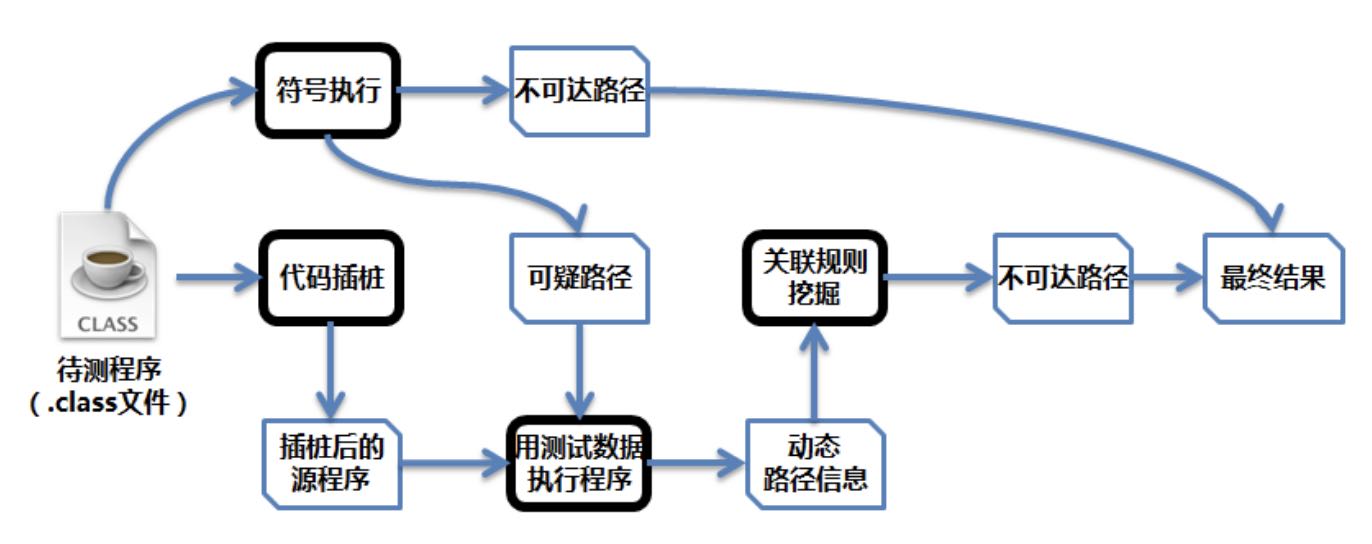 符号执行
不可达路径
CLASS
待测程序
（.class文件）
代码插桩
可疑路径
关联规则
挖掘
不可达路径
最终结果
插桩后的
源程序
用测试数据
执行程序
动态
路径信息